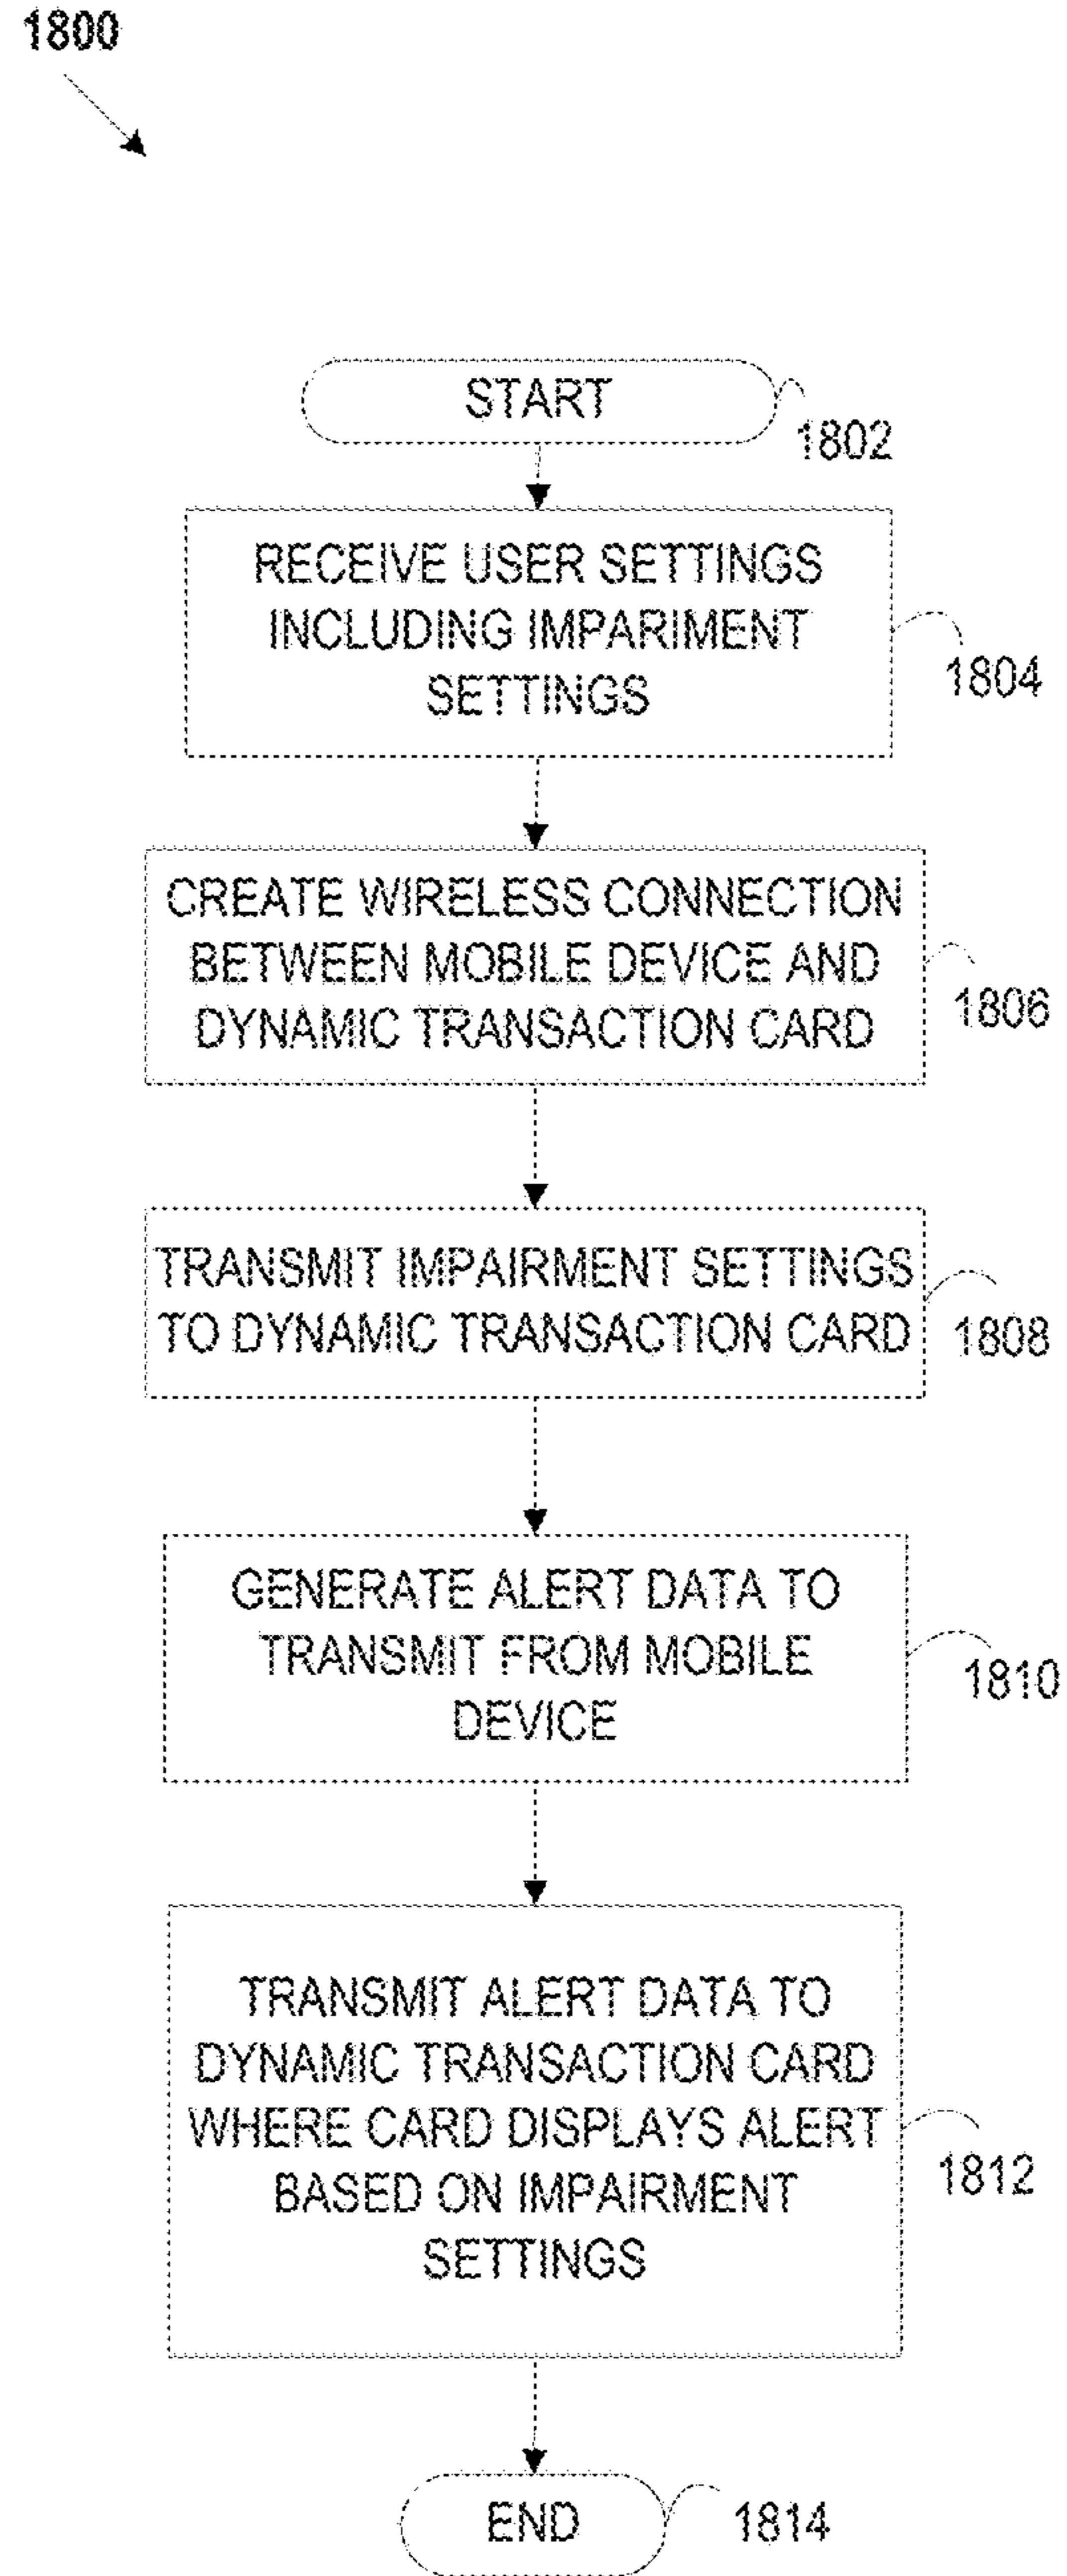 1800
START
1802
RECEIVE USER SETTINGS
INCLUDING IMPARIMENT
SETTINGS
1804
CREATE WIRELESS CONNECTION
BETWEEN MOBILE DEVICE AND
DYNAMIC TRANSACTION CARD
1806
TRANSMIT IMPAIRMENT SETTINGS
TO DYNAMIC TRANSACTION CARD
1808
GENERATE ALERT DATA TO
TRANSMIT FROM MOBILE
DEVICE
1810
TRANSMIT ALERT DATA TO
DYNAMIC TRANSACTION CARD
WHERE CARD DISPLAYS ALERT
BASED ON IMPAIRMENT
SETTINGS
1812
END
1814